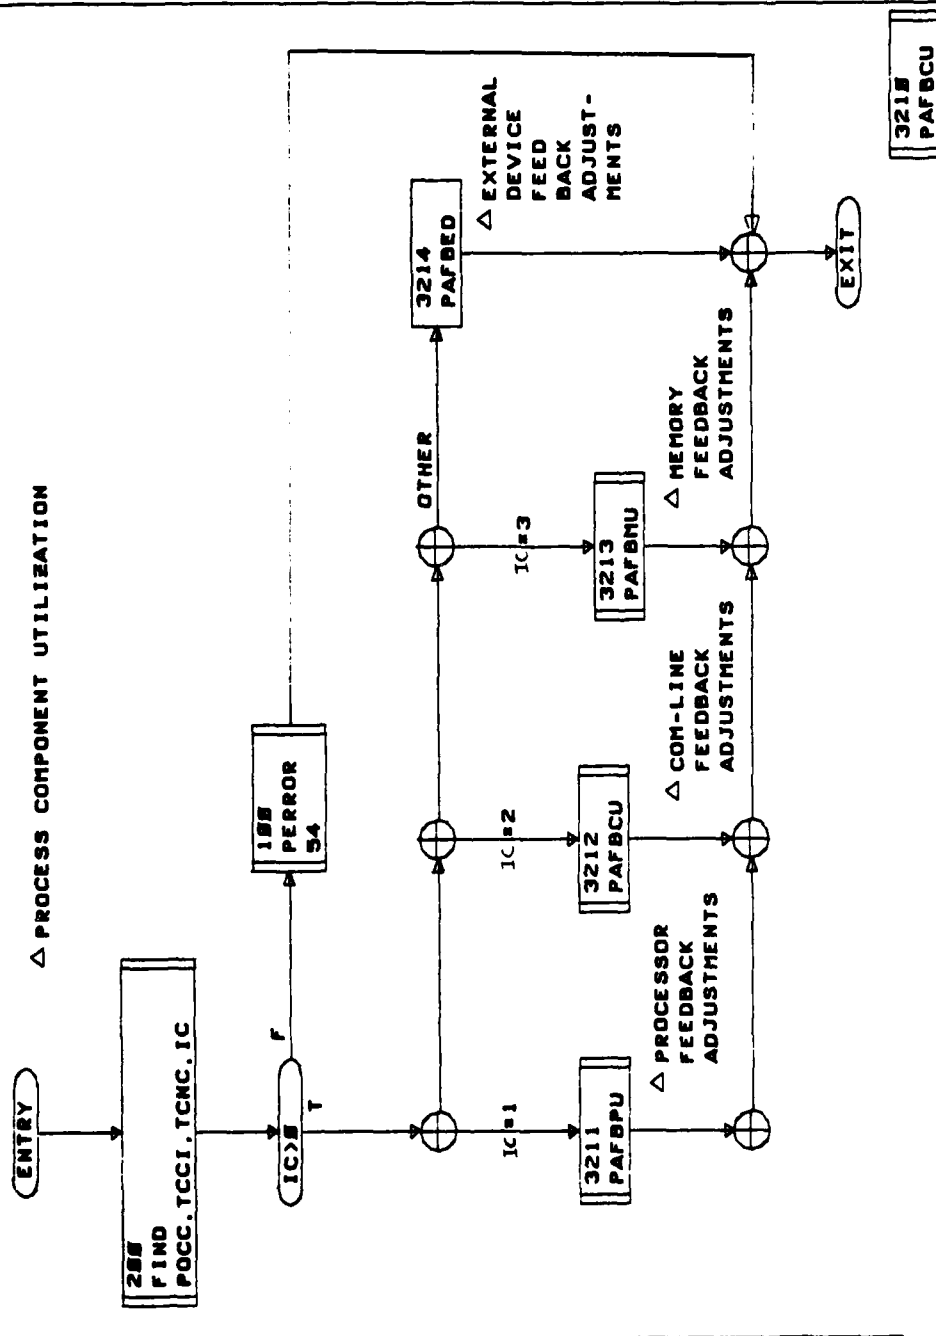 △ PROCESS COMPONENT UTILIZATION
ENTRY
200
FIND
POCC.TCCI.TCNC.IC
IC>0
F
T
100
PERROR
54
IC=1
IC=2
IC=3
OTHER
3211
PAFBPU
△ PROCESSOR
FEEDBACK
ADJUSTMENTS
3212
PAFBCU
△ COM-LINE
FEEDBACK
ADJUSTMENTS
3213
PAFBMU
△ MEMORY
FEEDBACK
ADJUSTMENTS
3214
PAFBED
△ EXTERNAL
DEVICE
FEED
BACK
ADJUST-
MENTS
EXIT
3210
PAFBCU